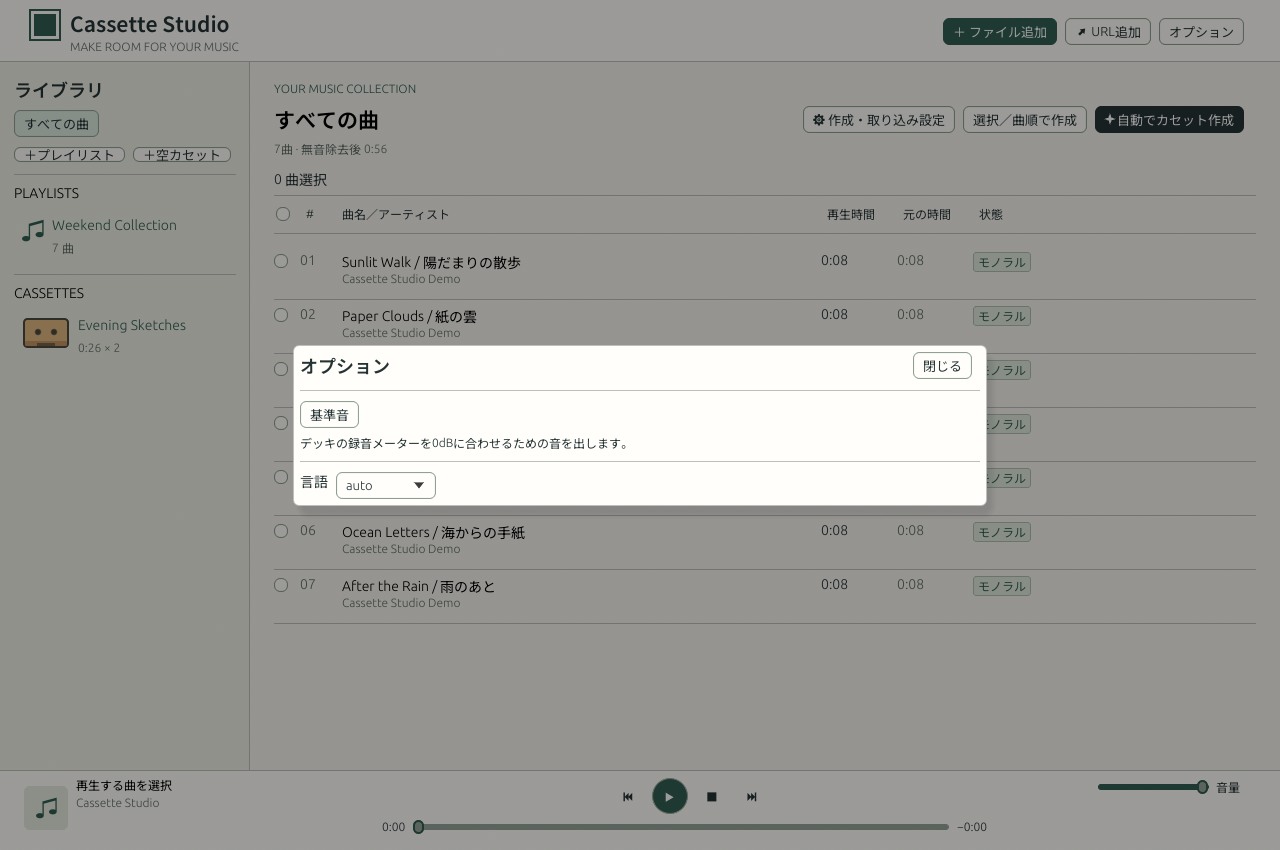 Cassette Studio
MAKE ROOM FOR YOUR MUSIC
＋ ファイル追加
URL追加
オプション
ライブラリ
すべての曲
＋プレイリスト
＋空カセット
PLAYLISTS
Weekend Collection
7 曲
CASSETTES
Evening Sketches
0:26 × 2
YOUR MUSIC COLLECTION
すべての曲
作成・取り込み設定
選択／曲順で作成
自動でカセット作成
7曲 · 無音除去後 0:56
0 曲選択
# 曲名／アーティスト 再生時間 元の時間 状態
01 Sunlit Walk / 陽だまりの散歩 0:08 0:08 モノラル
Cassette Studio Demo
02 Paper Clouds / 紙の雲 0:08 0:08 モノラル
Cassette Studio Demo
モノラル
モノラル
モノラル
オプション
閉じる
基準音
デッキの録音メーターを0dBに合わせるための音を出します。
言語 auto
06 Ocean Letters / 海からの手紙 0:08 0:08 モノラル
Cassette Studio Demo
07 After the Rain / 雨のあと 0:08 0:08 モノラル
Cassette Studio Demo
再生する曲を選択
Cassette Studio
0:00
−0:00
音量